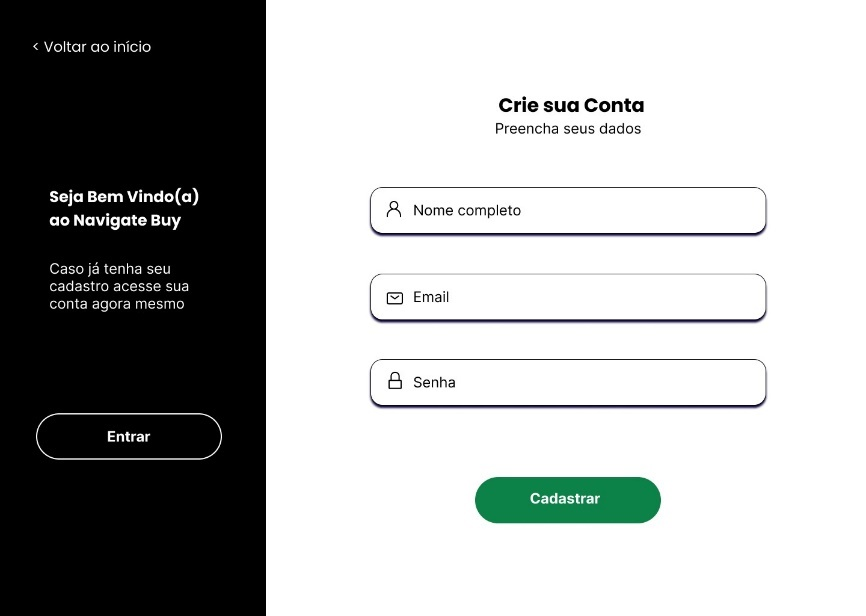 < Voltar ao início
Seja Bem Vindo(a)
ao Navigate Buy
Caso já tenha seu
cadastro acesse sua
conta agora mesmo
Entrar
Crie sua Conta
Preencha seus dados
Nome completo
Email
Senha
Cadastrar